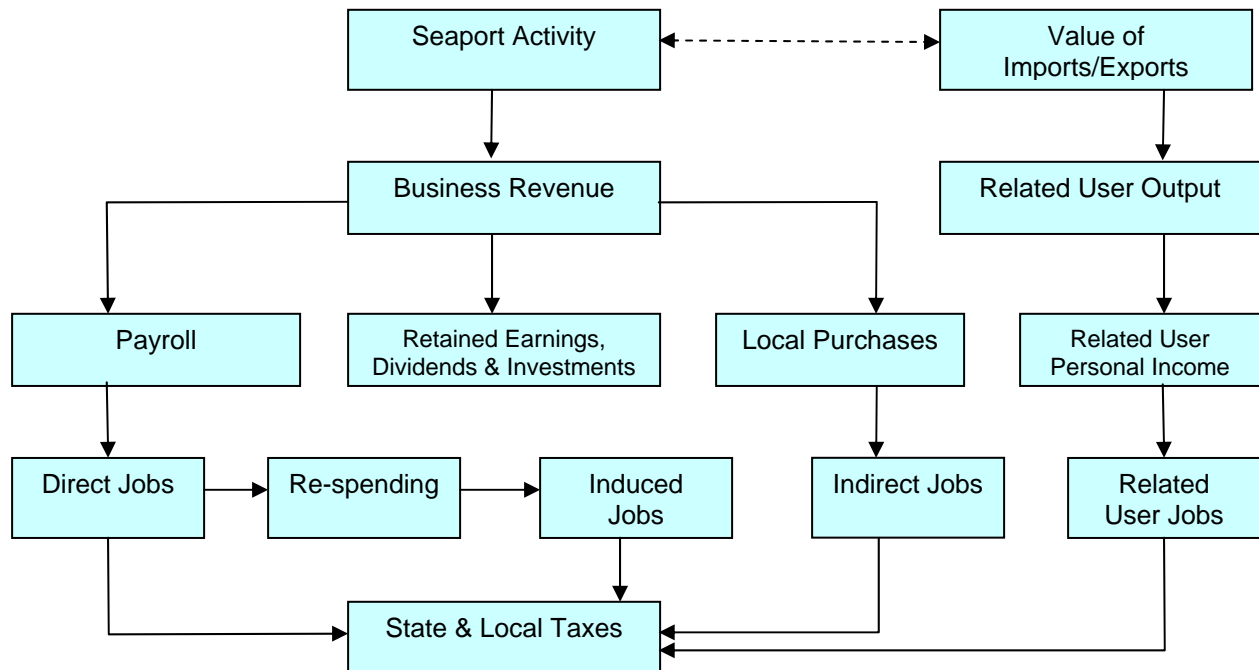 Seaport Activity
Value of
Imports/Exports
Business Revenue
Related User Output
Payroll
Retained Earnings,
Dividends & Investments
Local Purchases
Related User
Personal Income
Direct Jobs
Re-spending
Induced
Jobs
Indirect Jobs
Related
User Jobs
State & Local Taxes